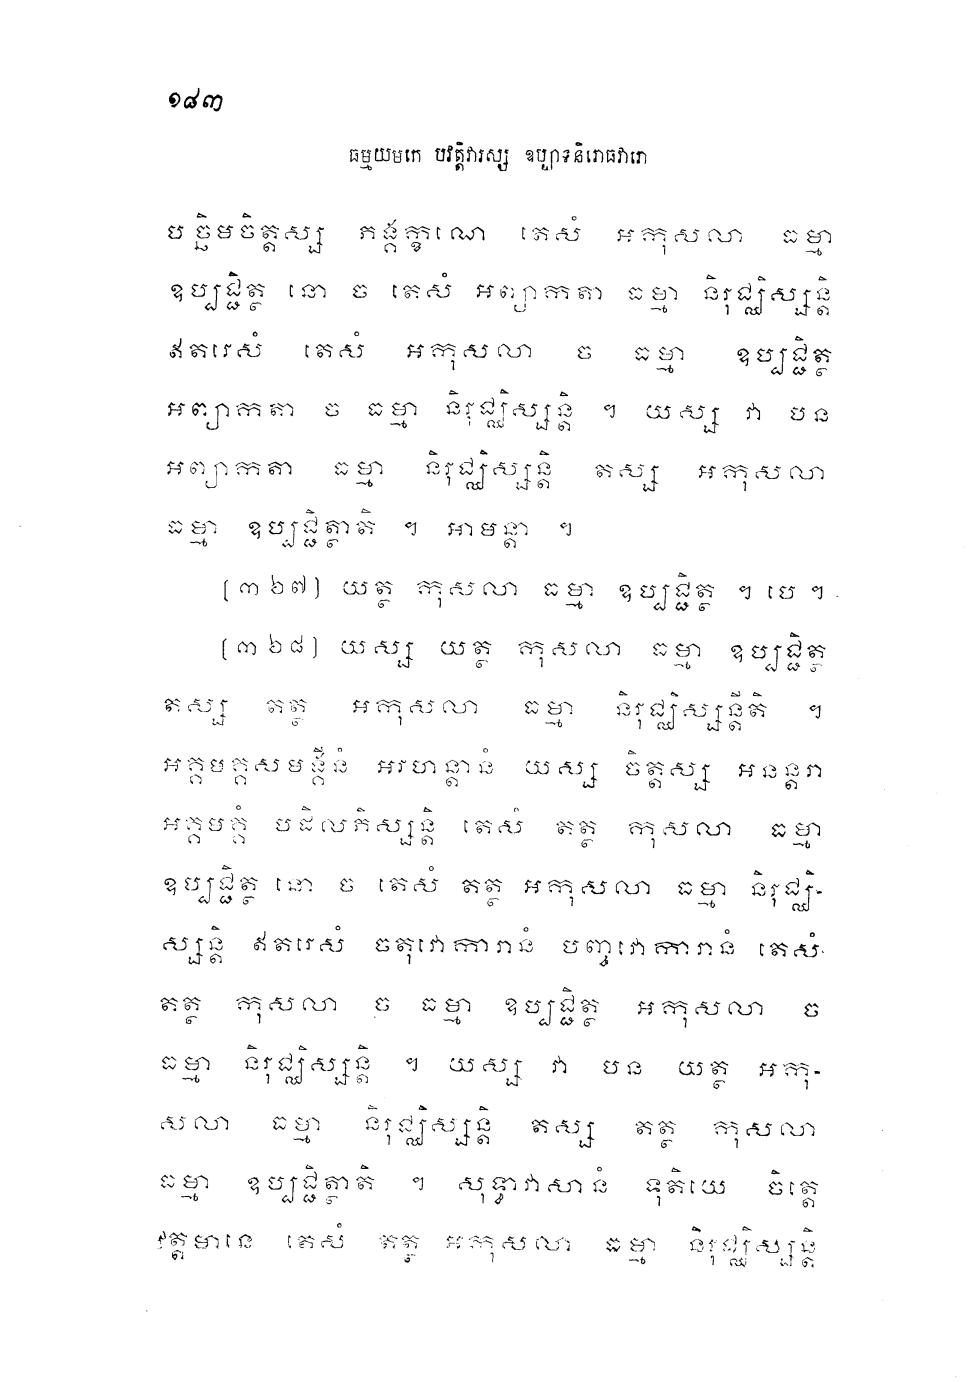 ១៨៣
ធម្មយមកេ បវត្តិវារស្ស ឧប្បាទនិរោធវារោ
បច្ឆិមចិត្តស្ស ភង្គក្ខណេ តេសំ អកុសលា ធម្មា
ឧប្បជ្ជិត្ថ នោ ច តេសំ អព្យាកតា ធម្មា និរុជ្ឈិស្សន្តិ
ឥតរេសំ តេសំ អកុសលា ច ធម្មា ឧប្បជ្ជិត្ថ
អព្យាកតា ច ធម្មា និរុជ្ឈិស្សន្តិ ។ យស្ស វា បន
អព្យាកតា ធម្មា និរុជ្ឈិស្សន្តិ តស្ស អកុសលា
ធម្មា ឧប្បជ្ជិត្ថាតិ ។ អាមន្តា ។
[៣៦៧] យត្ថ កុសលា ធម្មា ឧប្បជ្ជិត្ថ ។ បេ ។
[៣៦៨] យស្ស យត្ថ កុសលា ធម្មា ឧប្បជ្ជិត្ថ
តស្ស តត្ថ អកុសលា ធម្មា និរុជ្ឈិស្សន្តីតិ ។
អគ្គមគ្គសមង្គីនំ អរហន្តានំ យស្ស ចិត្តស្ស អនន្តរា
អគ្គមគ្គំ បដិលភិស្សន្តិ តេសំ តត្ថ កុសលា ធម្មា
ឧប្បជ្ជិត្ថ នោ ច តេសំ តត្ថ អកុសលា ធម្មា និរុជ្ឈិ-
ស្សន្តិ ឥតរេសំ ចតុវោការានំ បញ្ចវោការានំ តេសំ
តត្ថ កុសលា ច ធម្មា ឧប្បជ្ជិត្ថ អកុសលា ច
ធម្មា និរុជ្ឈិស្សន្តិ ។ យស្ស វា បន យត្ថ អកុ-
សលា ធម្មា និរុជ្ឈិស្សន្តិ តស្ស តត្ថ កុសលា
ធម្មា ឧប្បជ្ជិត្ថាតិ ។ សុទ្ធាវាសានំ ទុតិយេ ចិត្តេ
វត្តមានេ តេសំ តត្ថ អកុសលា ធម្មា និរុជ្ឈិស្សន្តិ